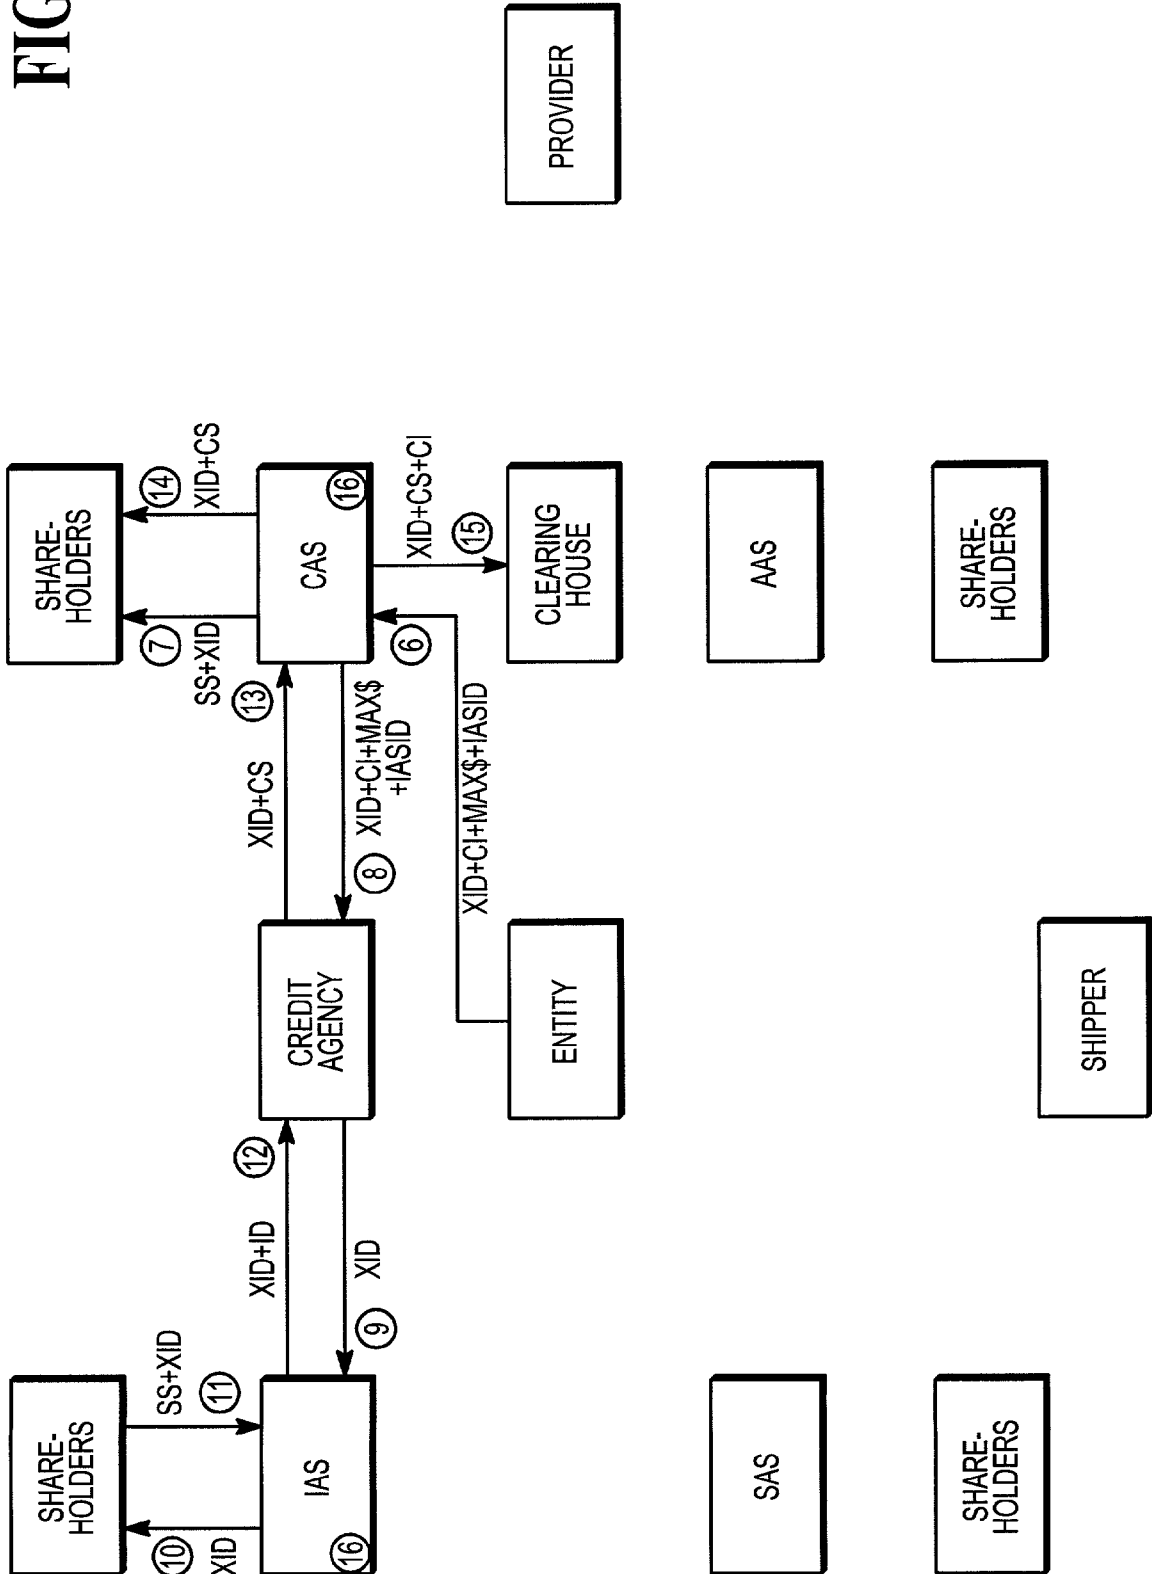 FIG
SHARE-
HOLDERS
10
XID
SS+XID
11
IAS
16
XID+ID
12
9
XID
CREDIT
AGENCY
XID+CS
13
8
XID+CI+MAX$
+IASID
SHARE-
HOLDERS
7
SS+XID
14
XID+CS
CAS
16
6
XID+CI+MAX$+IASID
15
XID+CS+CI
ENTITY
CLEARING
HOUSE
PROVIDER
SAS
AAS
SHARE-
HOLDERS
SHIPPER
SHARE-
HOLDERS